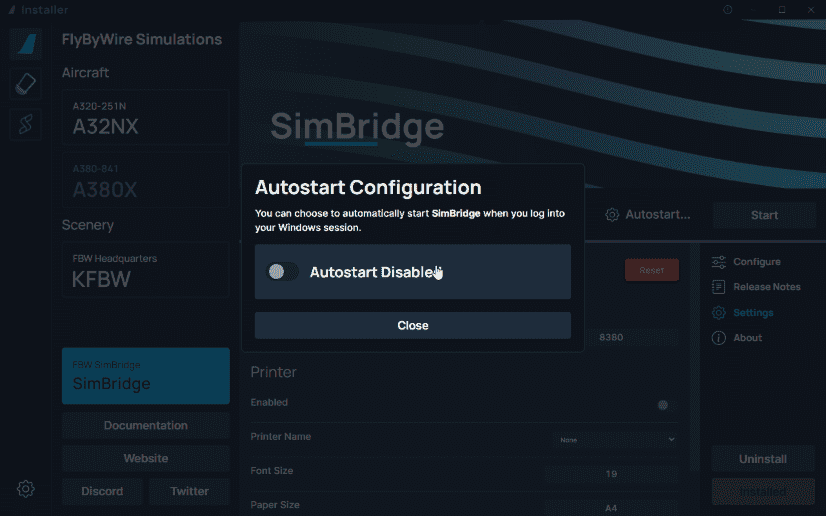 Installer
FlyByWire Simulations
Aircraft
A320-251N
A32NX
A380-841
A380X
Scenery
FBW Headquarters
KFBW
FBW SimBridge
SimBridge
Documentation
Website
Discord
Twitter
SimBridge
Autostart...
Start
Autostart Configuration
You can choose to automatically start SimBridge when you log into
your Windows session.
Autostart Disabled
Close
Reset
8380
Printer
Enabled
Printer Name
None
Font Size
19
Paper Size
A4
Configure
Release Notes
Settings
About
Uninstall
Installed